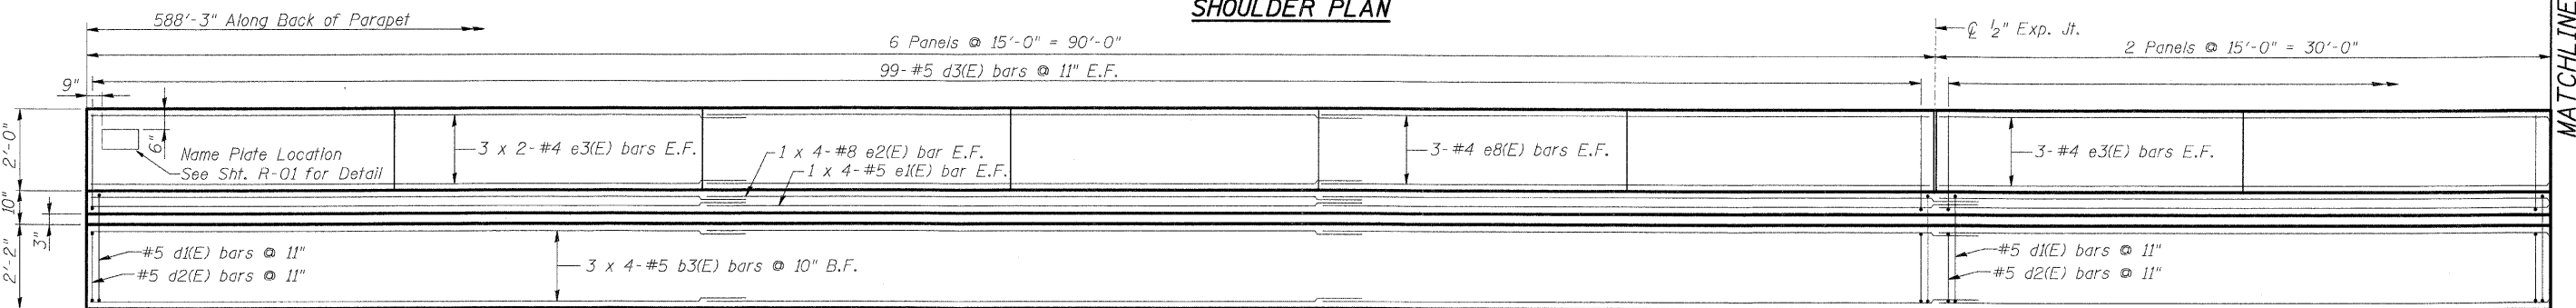 SHOULDER PLAN
588'-3" Along Back of Parapet
℄ ½" Exp. Jt.
MATCHLINE
6 Panels @ 15'-0" = 90'-0"
2 Panels @ 15'-0" = 30'-0"
99-#5 d3(E) bars @ 11" E.F.
9"
2'-0"
6"
Name Plate Location
See Sht. R-01 for Detail
3 x 2-#4 e3(E) bars E.F.
1 x 4-#8 e2(E) bar E.F.
1 x 4-#5 e1(E) bar E.F.
3-#4 e8(E) bars E.F.
3-#4 e3(E) bars E.F.
10"
3"
2'-2"
#5 d1(E) bars @ 11"
#5 d2(E) bars @ 11"
3 x 4-#5 b3(E) bars @ 10" B.F.
#5 d1(E) bars @ 11"
#5 d2(E) bars @ 11"